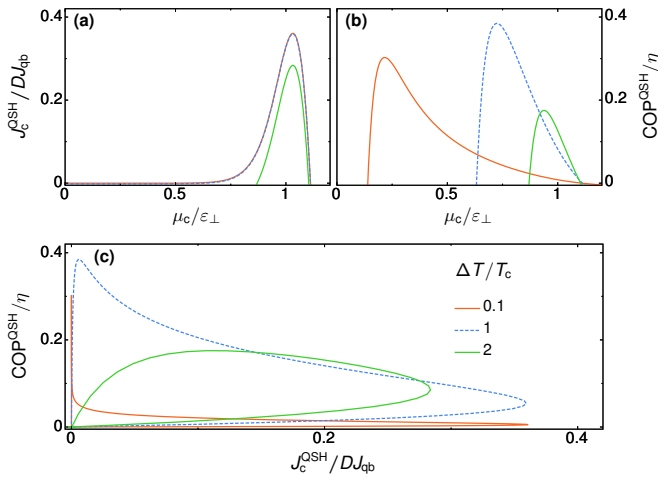 (a)
0.4
0.2
0
J_c^QSH/DJ_qb
0 0.5 1
μ_c/ε_⊥
(b)
0.4
0.2
0
COP^QSH/η
0 0.5 1
μ_c/ε_⊥
(c)
0.4
0.2
0
COP^QSH/η
0 0.2 0.4
J_c^QSH/DJ_qb
ΔT/T_c
0.1
1
2